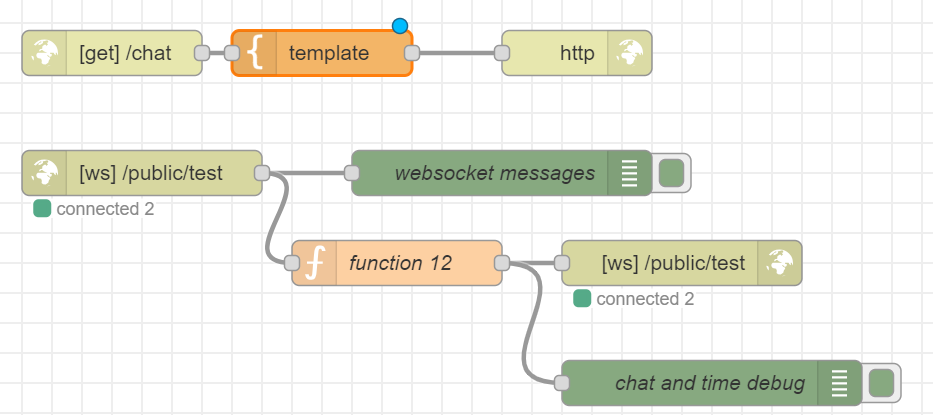 [get] /chat
template
http
[ws] /public/test
websocket messages
connected 2
function 12
[ws] /public/test
connected 2
chat and time debug